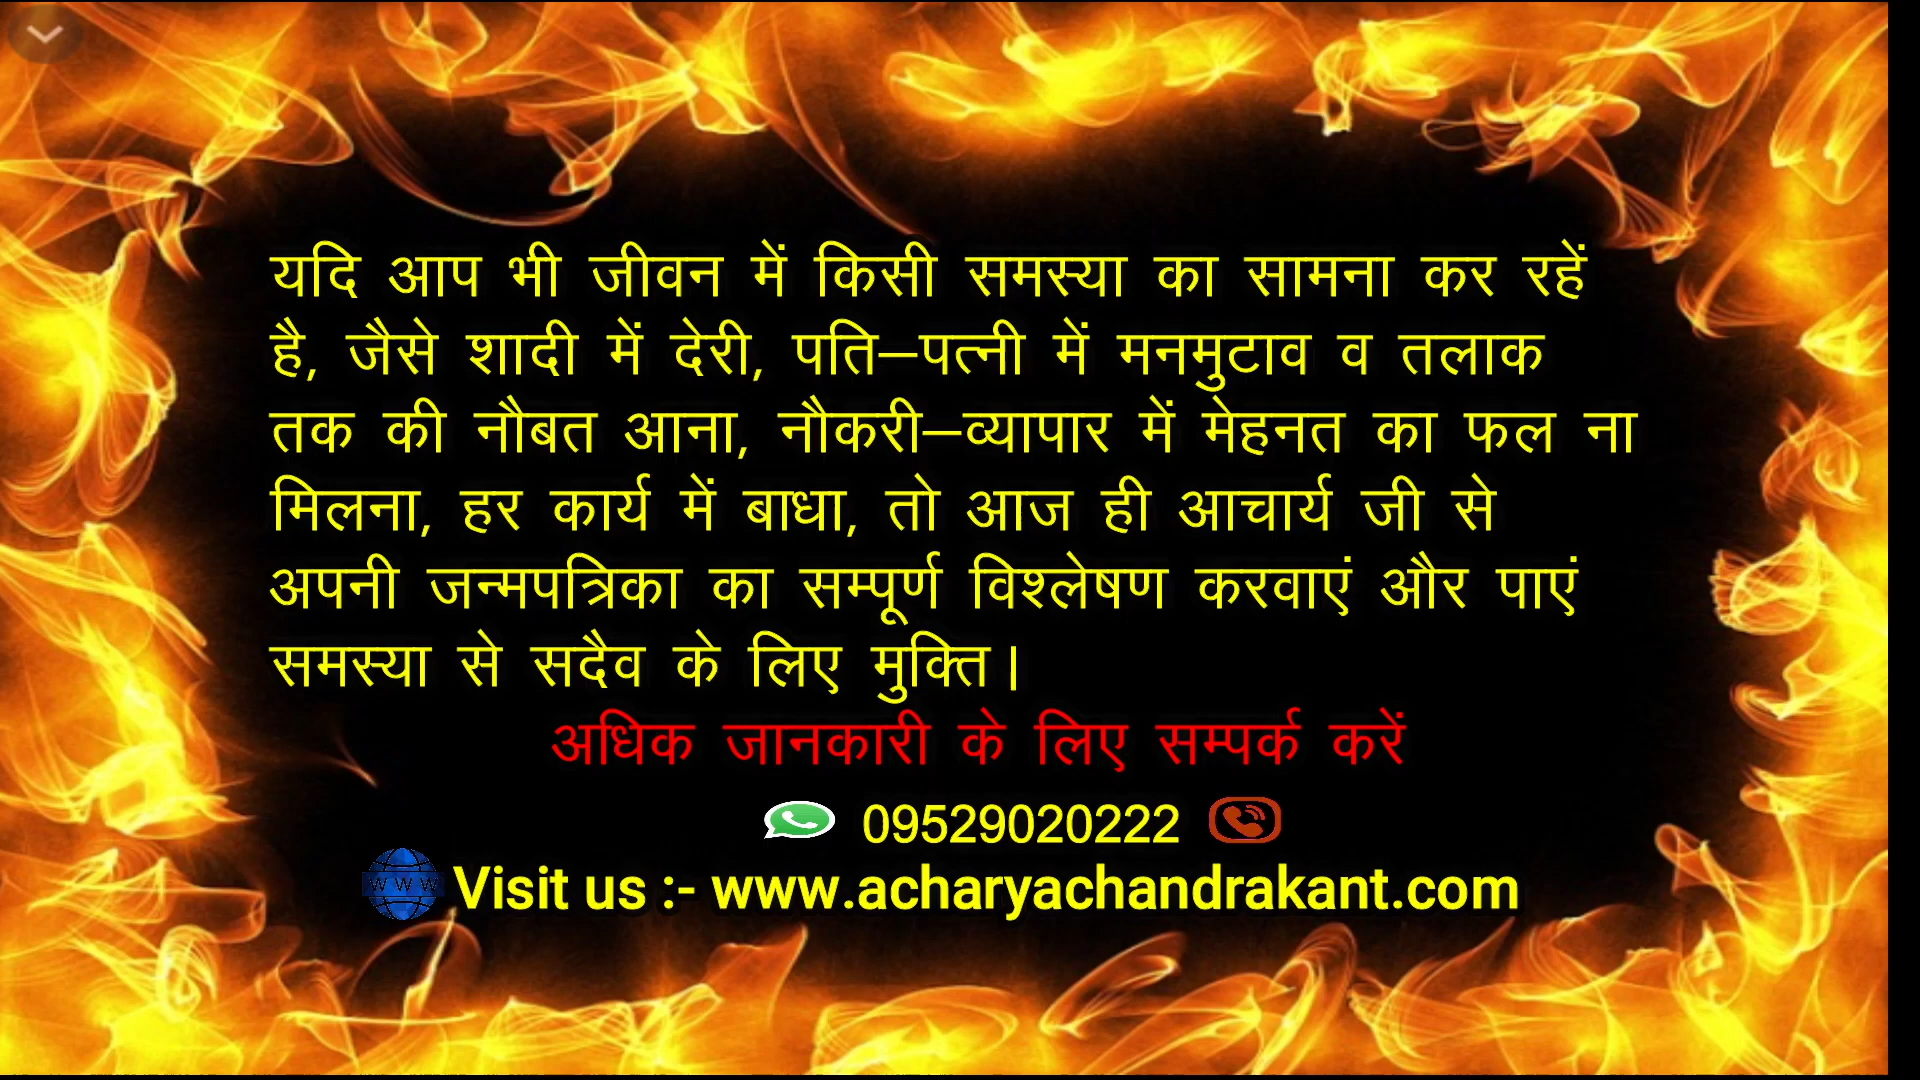 यदि आप भी जीवन में किसी समस्या का सामना कर रहें
है, जैसे शादी में देरी, पति–पत्नी में मनमुटाव व तलाक
तक की नौबत आना, नौकरी–व्यापार में मेहनत का फल ना
मिलना, हर कार्य में बाधा, तो आज ही आचार्य जी से
अपनी जन्मपत्रिका का सम्पूर्ण विश्लेषण करवाएं और पाएं
समस्या से सदैव के लिए मुक्ति।
अधिक जानकारी के लिए सम्पर्क करें
09529020222
WWW Visit us :- www.acharyachandrakant.com